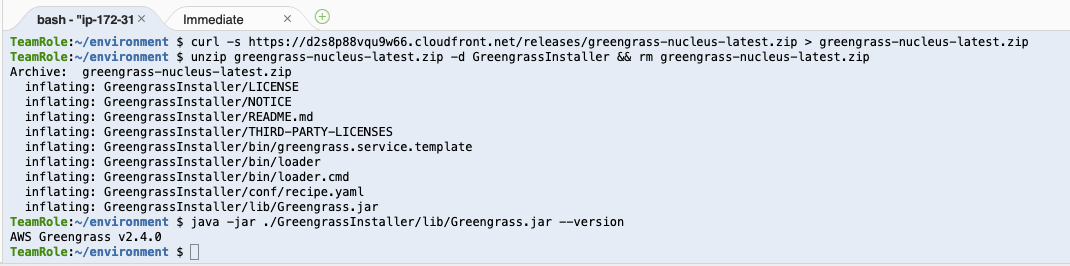 bash - "ip-172-31 × Immediate ×
TeamRole:~/environment $ curl -s https://d2s8p88vqu9w66.cloudfront.net/releases/greengrass-nucleus-latest.zip > greengrass-nucleus-latest.zip
TeamRole:~/environment $ unzip greengrass-nucleus-latest.zip -d GreengrassInstaller && rm greengrass-nucleus-latest.zip
Archive:  greengrass-nucleus-latest.zip
  inflating: GreengrassInstaller/LICENSE
  inflating: GreengrassInstaller/NOTICE
  inflating: GreengrassInstaller/README.md
  inflating: GreengrassInstaller/THIRD-PARTY-LICENSES
  inflating: GreengrassInstaller/bin/greengrass.service.template
  inflating: GreengrassInstaller/bin/loader
  inflating: GreengrassInstaller/bin/loader.cmd
  inflating: GreengrassInstaller/conf/recipe.yaml
  inflating: GreengrassInstaller/lib/Greengrass.jar
TeamRole:~/environment $ java -jar ./GreengrassInstaller/lib/Greengrass.jar --version
AWS Greengrass v2.4.0
TeamRole:~/environment $